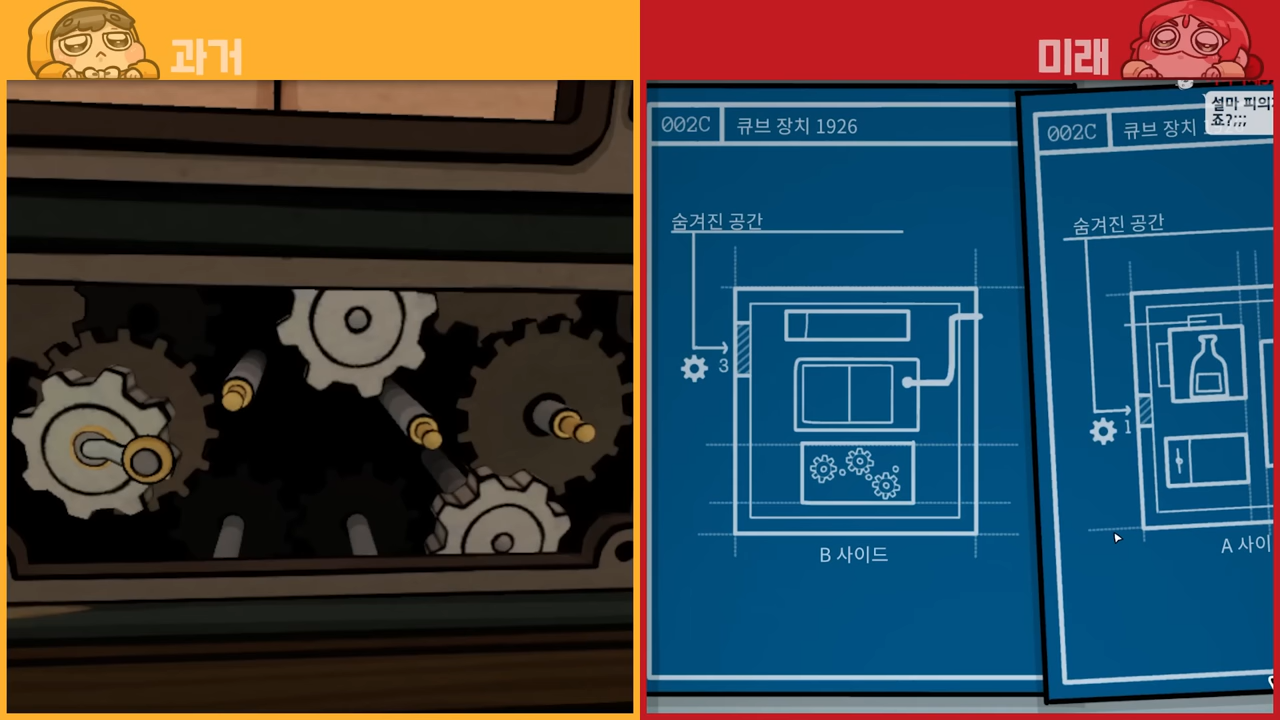 과거
미래
002C
큐브 장치 1926
숨겨진 공간
3
B 사이드
설마 피의
죠?;;;
002C
큐브 장치
숨겨진 공간
1
A 사이